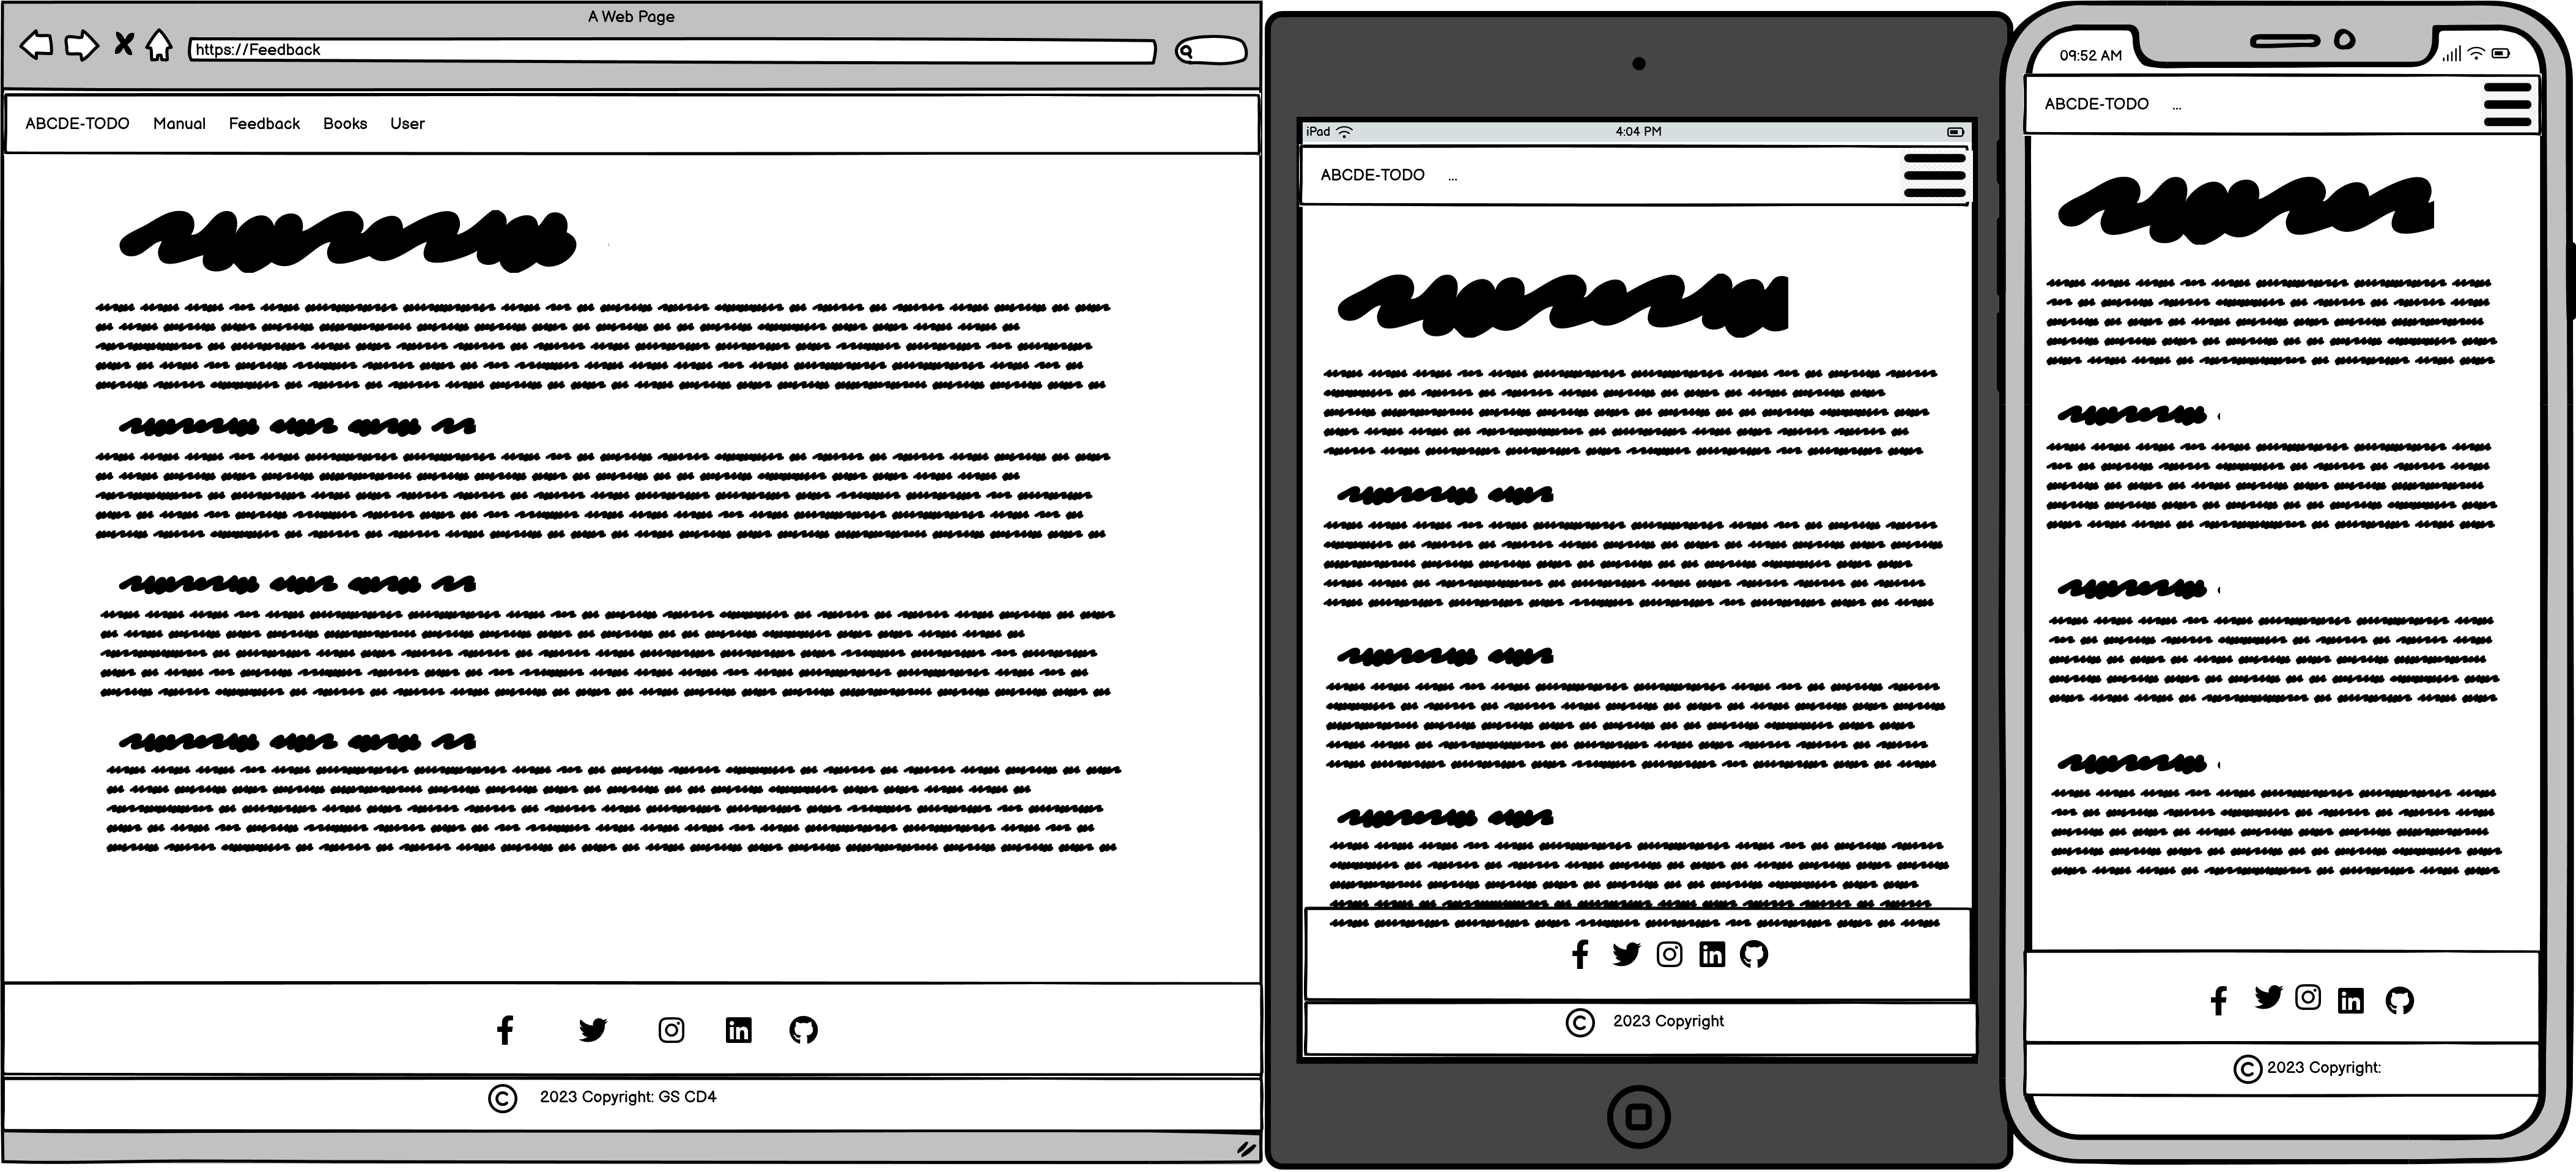 A Web Page
https://Feedback
ABCDE-TODO Manual Feedback Books User
2023 Copyright: GS CD4
iPad 4:04 PM
ABCDE-TODO ...
2023 Copyright
09:52 AM
ABCDE-TODO ...
2023 Copyright: